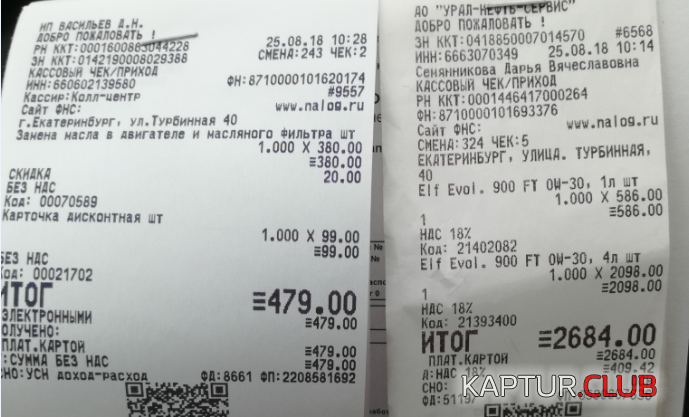 ИП ВАСИЛЬЕВ Д.Н.
ДОБРО ПОЖАЛОВАТЬ !
РН ККТ:0001600883044228
25.08.18 10:28
ЗН ККТ:0142190008029388
СМЕНА:243 ЧЕК:2
КАССОВЫЙ ЧЕК/ПРИХОД
ИНН:660602139580
ФН:8710000101620174
Кассир:Колл-центр
#9557
Сайт ФНС:
www.nalog.ru
г.Екатеринбург, ул.Турбинная 40
Замена масла в двигателе и масляного фильтра шт
1.000 X 380.00
≡380.00
СКИДКА
20.00
БЕЗ НДС
Код: 00070589
Карточка дисконтная шт
1.000 X 99.00
≡99.00
БЕЗ НДС
Код: 00021702
ИТОГ
≡479.00
ЭЛЕКТРОННЫМИ
≡479.00
ПОЛУЧЕНО:
ПЛАТ.КАРТОЙ
≡479.00
:СУММА БЕЗ НДС
≡479.00
СНО:УСН доход-расход
ФД:8661 ФП:2208581692
АО "УРАЛ-НЕФТЬ-СЕРВИС"
ДОБРО ПОЖАЛОВАТЬ !
ЗН ККТ:0418850007014570
#6568
ИНН:6663070349
25.08.18 10:14
Сенянникова Дарья Вячеславовна
КАССОВЫЙ ЧЕК/ПРИХОД
РН ККТ:0001446417000264
ФН:8710000101693376
Сайт ФНС:
www.nalog.ru
СМЕНА:324 ЧЕК:5
ЕКАТЕРИНБУРГ, УЛИЦА. ТУРБИННАЯ,
40
Elf Evol. 900 FT 0W-30, 1л шт
1.000 X 586.00
≡586.00
1
НДС 18%
Код: 21402082
Elf Evol. 900 FT 0W-30, 4л шт
1.000 X 2098.00
≡2098.00
1
НДС 18%
Код: 21393400
ИТОГ
≡2684.00
ПЛАТ.КАРТОЙ
≡2684.00
А:НДС 18%
≡409.42
СНО:
KAPTUR.CLUB